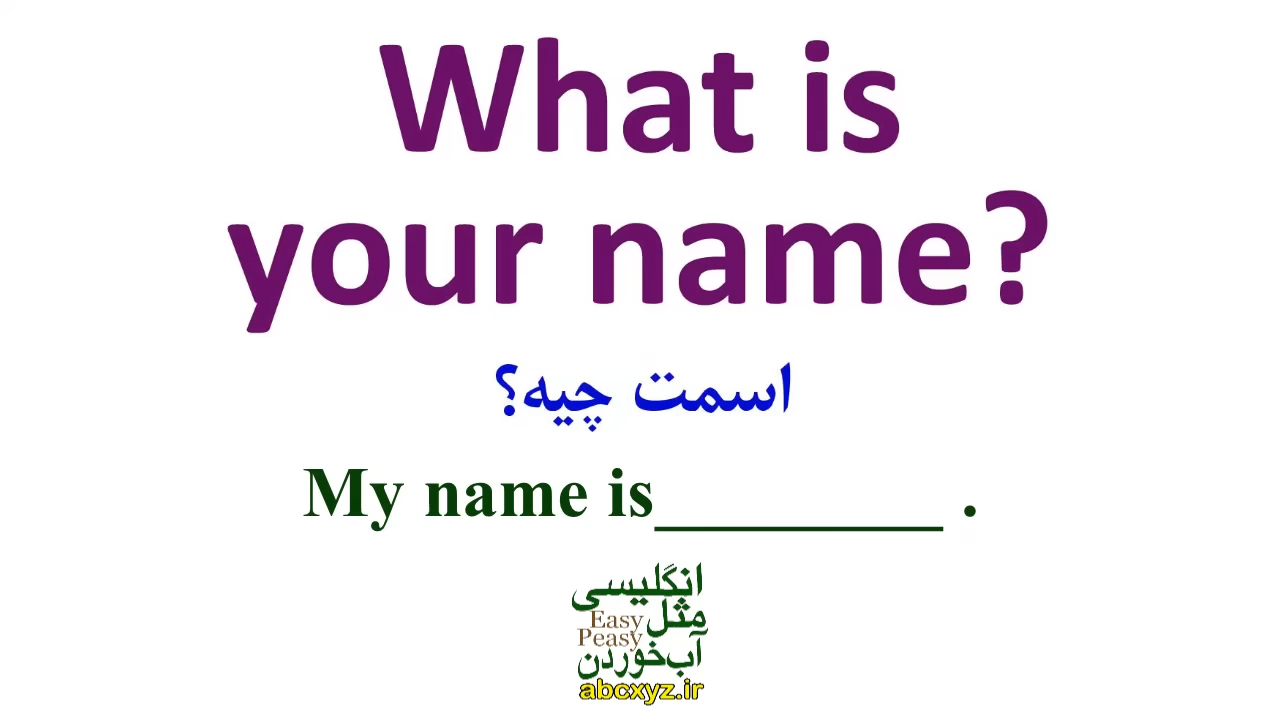 What is
your name?
اسمت چیه؟
My name is________ .
انگلیسی
مثل
Easy
Peasy
آب‌خوردن
abcxyz.ir